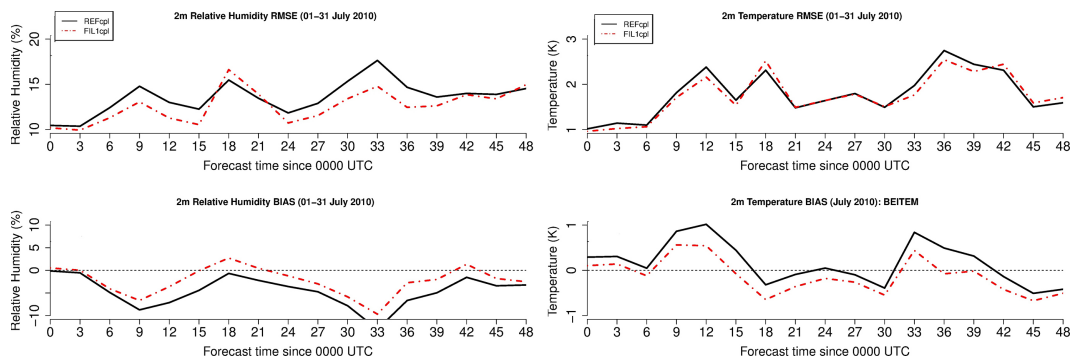 2m Relative Humidity RMSE (01−31 July 2010)
REFcpl
FIL1cpl
Relative Humidity (%)
20
15
10
0 3 6 9 12 15 18 21 24 27 30 33 36 39 42 45 48
Forecast time since 0000 UTC
2m Temperature RMSE (01−31 July 2010)
REFcpl
FIL1cpl
Temperature (K)
3
2
1
0 3 6 9 12 15 18 21 24 27 30 33 36 39 42 45 48
Forecast time since 0000 UTC
2m Relative Humidity BIAS (01−31 July 2010)
Relative Humidity (%)
10
5
0
−10
0 3 6 9 12 15 18 21 24 27 30 33 36 39 42 45 48
Forecast time since 0000 UTC
2m Temperature BIAS (July 2010): BEITEM
Temperature (K)
1
0
−1
0 3 6 9 12 15 18 21 24 27 30 33 36 39 42 45 48
Forecast time since 0000 UTC